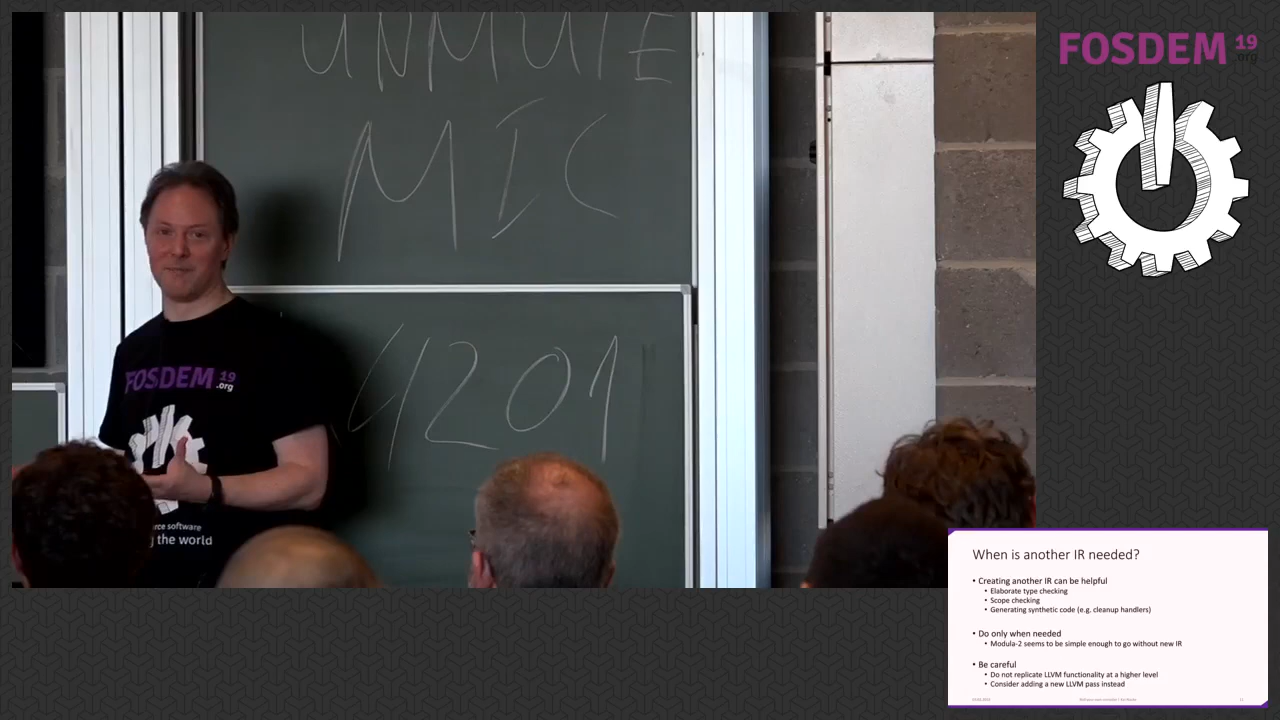 UNMUTE
MIC
4201
FOSDEM 19
.org
rce software
g the world
FOSDEM 19
.org
When is another IR needed?
• Creating another IR can be helpful
• Elaborate type checking
• Scope checking
• Generating synthetic code (e.g. cleanup handlers)
• Do only when needed
• Modula-2 seems to be simple enough to go without new IR
• Be careful
• Do not replicate LLVM functionality at a higher level
• Consider adding a new LLVM pass instead